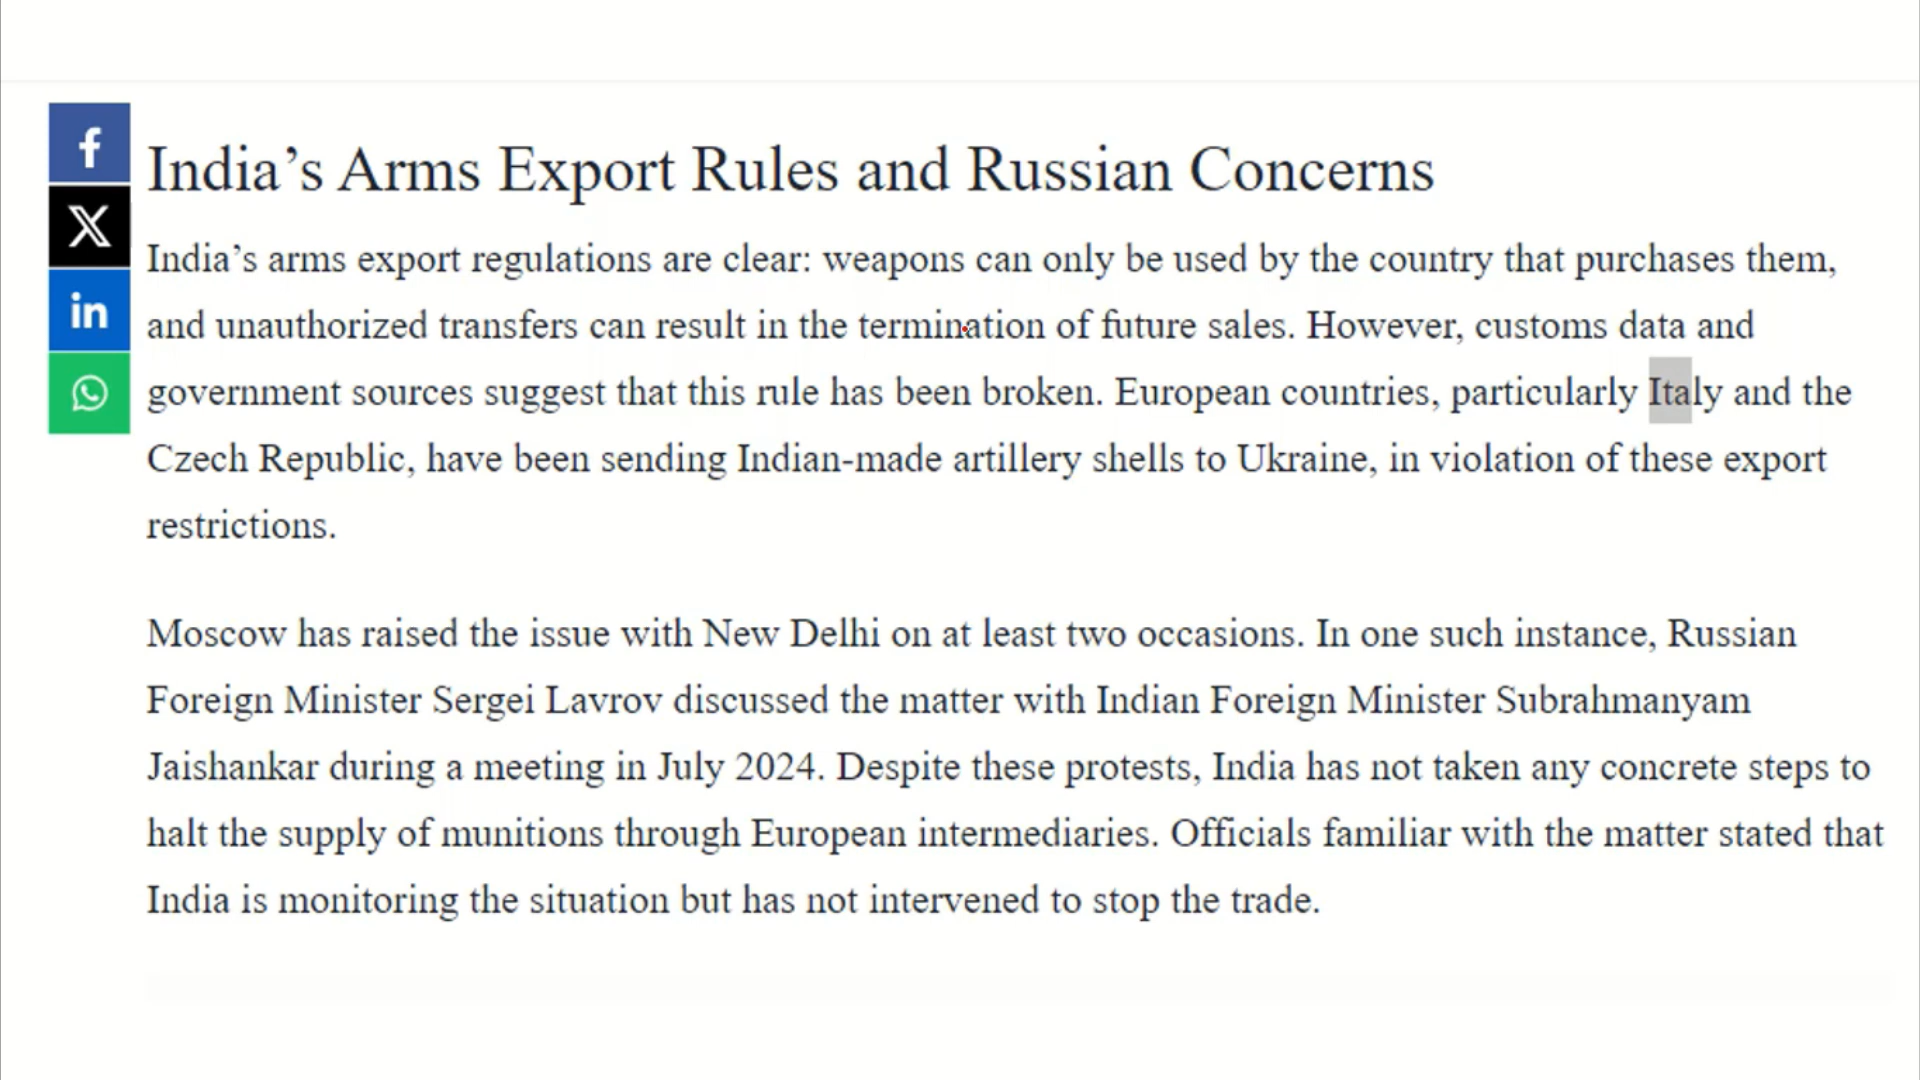 India’s Arms Export Rules and Russian Concerns
India’s arms export regulations are clear: weapons can only be used by the country that purchases them,
and unauthorized transfers can result in the termination of future sales. However, customs data and
government sources suggest that this rule has been broken. European countries, particularly Italy and the
Czech Republic, have been sending Indian-made artillery shells to Ukraine, in violation of these export
restrictions.
Moscow has raised the issue with New Delhi on at least two occasions. In one such instance, Russian
Foreign Minister Sergei Lavrov discussed the matter with Indian Foreign Minister Subrahmanyam
Jaishankar during a meeting in July 2024. Despite these protests, India has not taken any concrete steps to
halt the supply of munitions through European intermediaries. Officials familiar with the matter stated that
India is monitoring the situation but has not intervened to stop the trade.